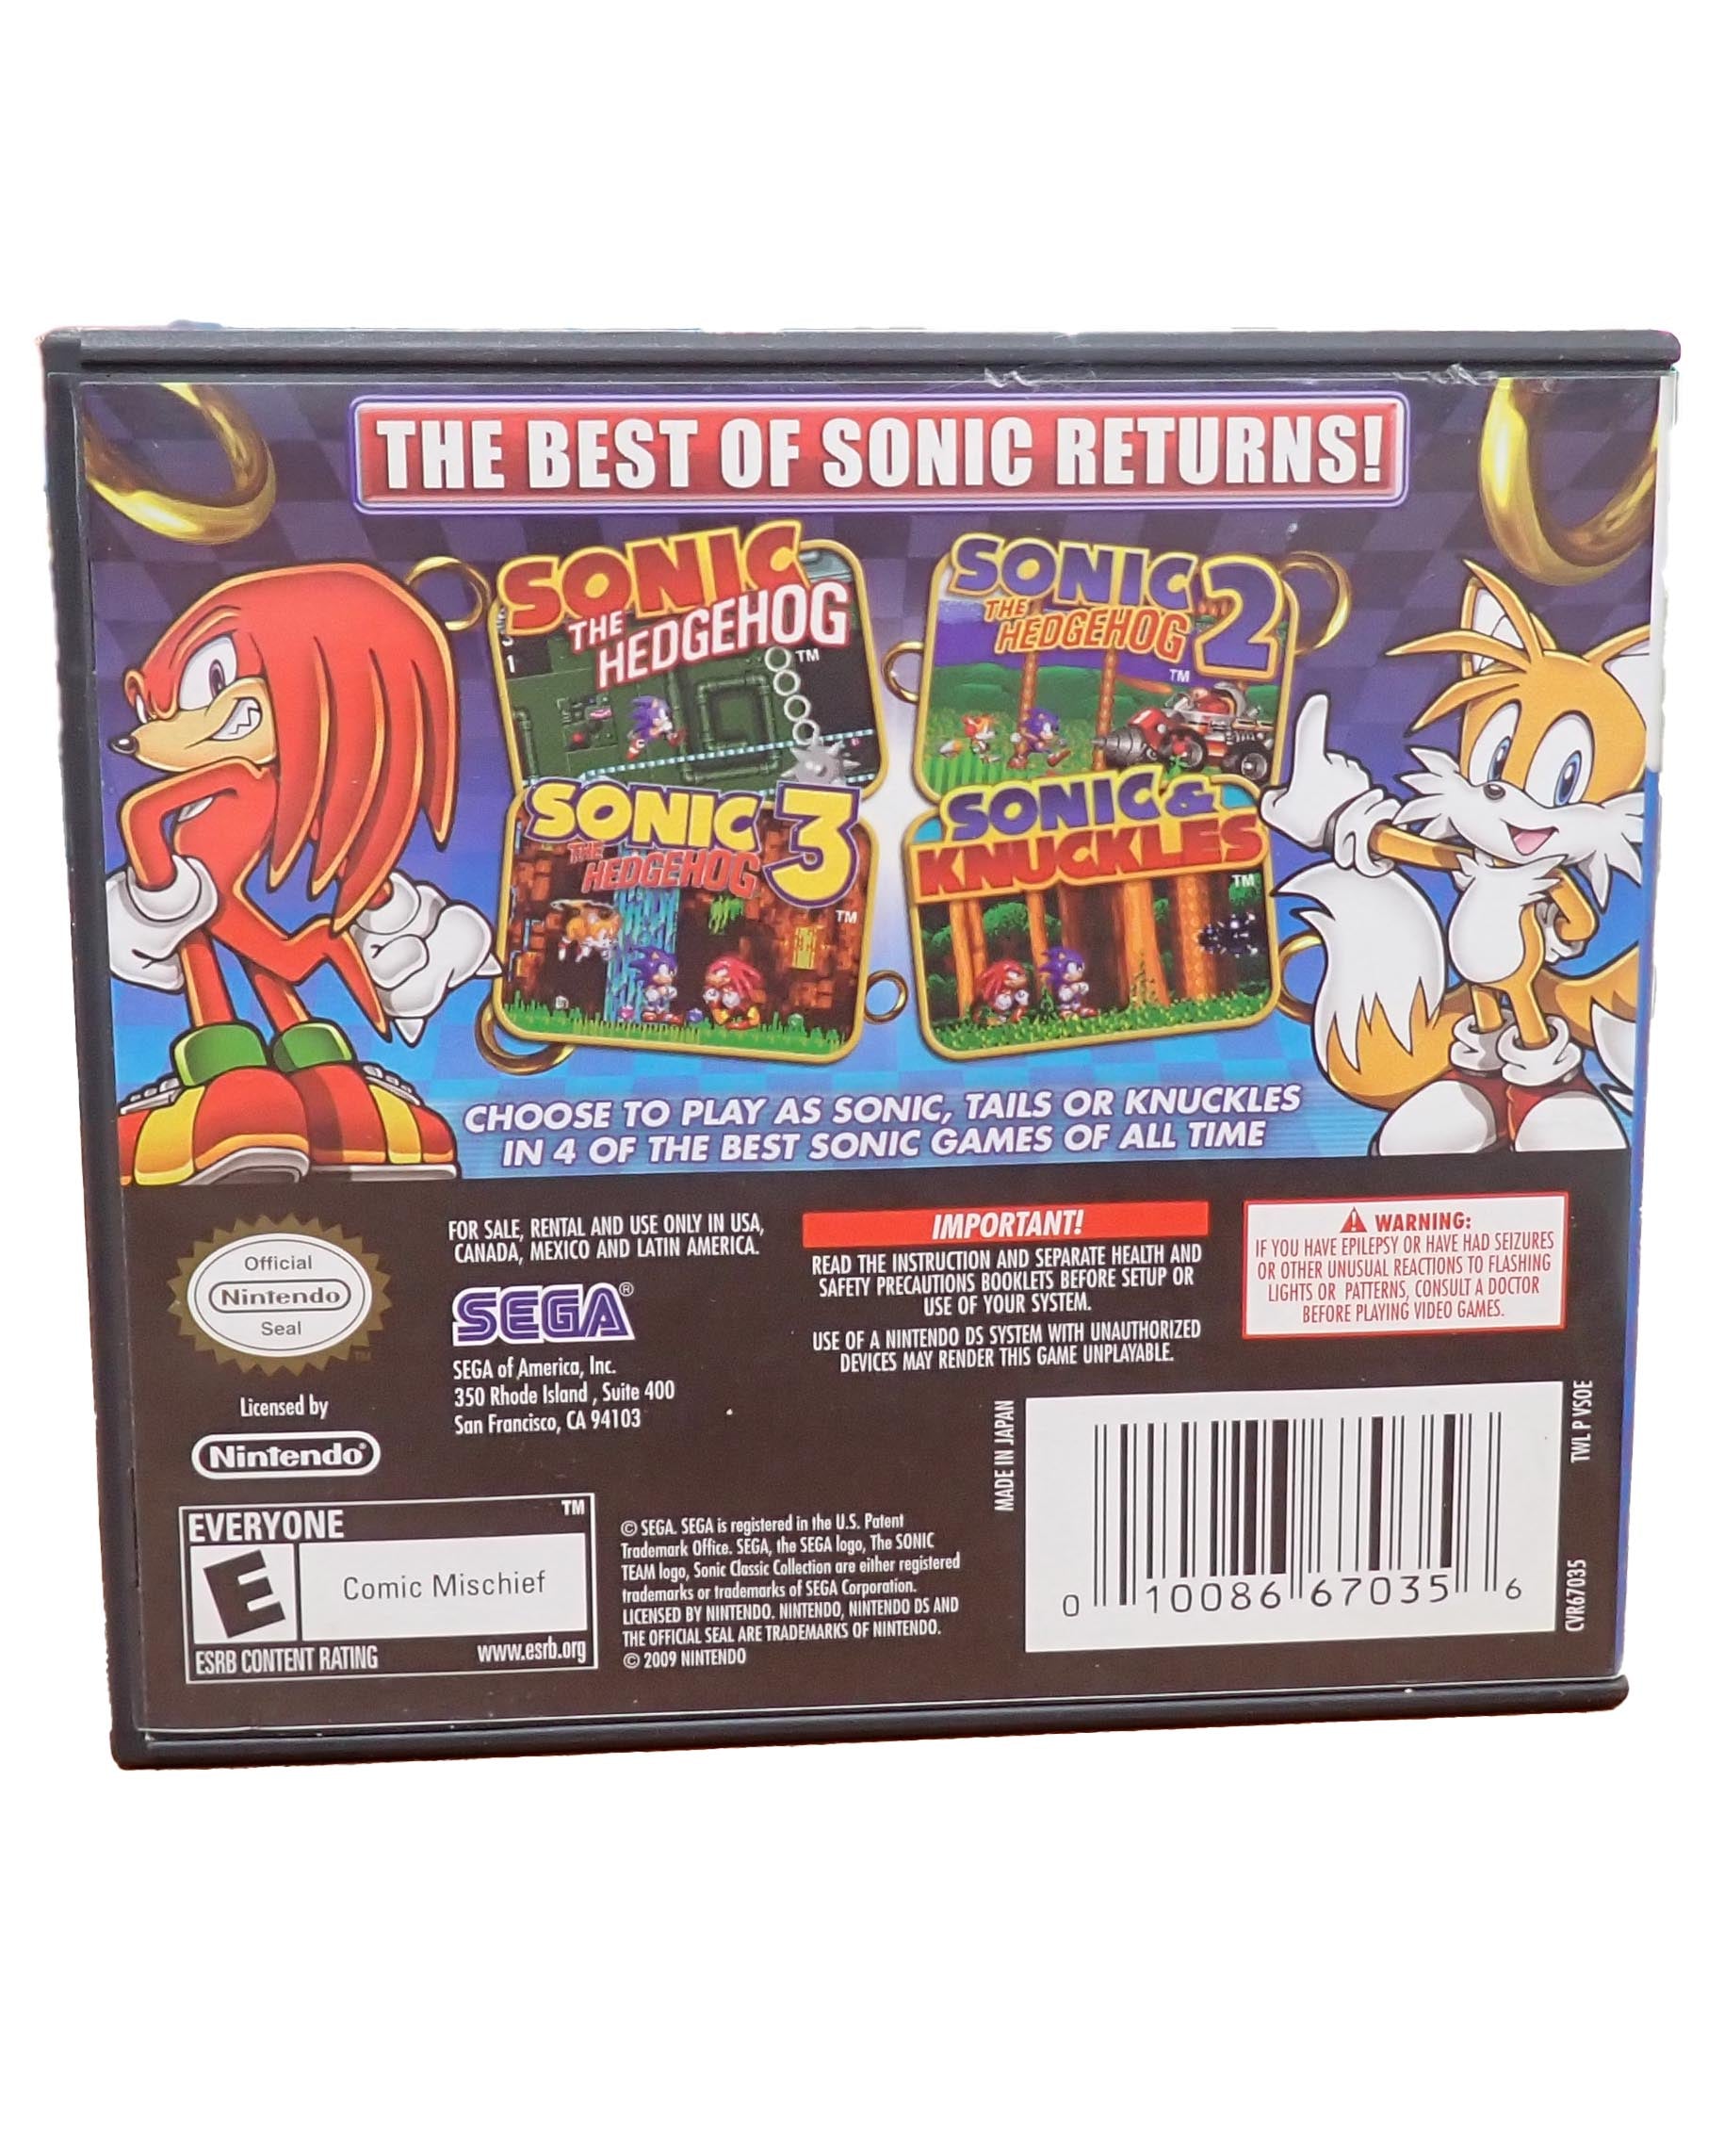 THE BEST OF SONIC RETURNS!
SONIC
THE
HEDGEHOG
TM
1
SONIC 2
THE
HEDGEHOG
TM
SONIC 3
THE
HEDGEHOG
TM
SONIC &
KNUCKLES
TM
CHOOSE TO PLAY AS SONIC, TAILS OR KNUCKLES
IN 4 OF THE BEST SONIC GAMES OF ALL TIME
Official
Nintendo
Seal
TM
Licensed by
Nintendo®
FOR SALE, RENTAL AND USE ONLY IN USA,
CANADA, MEXICO AND LATIN AMERICA.
SEGA®
SEGA of America, Inc.
350 Rhode Island , Suite 400
San Francisco, CA 94103
IMPORTANT!
READ THE INSTRUCTION AND SEPARATE HEALTH AND
SAFETY PRECAUTIONS BOOKLETS BEFORE SETUP OR
USE OF YOUR SYSTEM.
USE OF A NINTENDO DS SYSTEM WITH UNAUTHORIZED
DEVICES MAY RENDER THIS GAME UNPLAYABLE.
WARNING:
IF YOU HAVE EPILEPSY OR HAVE HAD SEIZURES
OR OTHER UNUSUAL REACTIONS TO FLASHING
LIGHTS OR PATTERNS, CONSULT A DOCTOR
BEFORE PLAYING VIDEO GAMES.
EVERYONE
TM
E
Comic Mischief
ESRB CONTENT RATING
www.esrb.org
© SEGA. SEGA is registered in the U.S. Patent
Trademark Office. SEGA, the SEGA logo, The SONIC
TEAM logo, Sonic Classic Collection are either registered
trademarks or trademarks of SEGA Corporation.
LICENSED BY NINTENDO. NINTENDO, NINTENDO DS AND
THE OFFICIAL SEAL ARE TRADEMARKS OF NINTENDO.
© 2009 NINTENDO
MADE IN JAPAN
0 10086 67035 6
TWL P VSOE
CVR67035